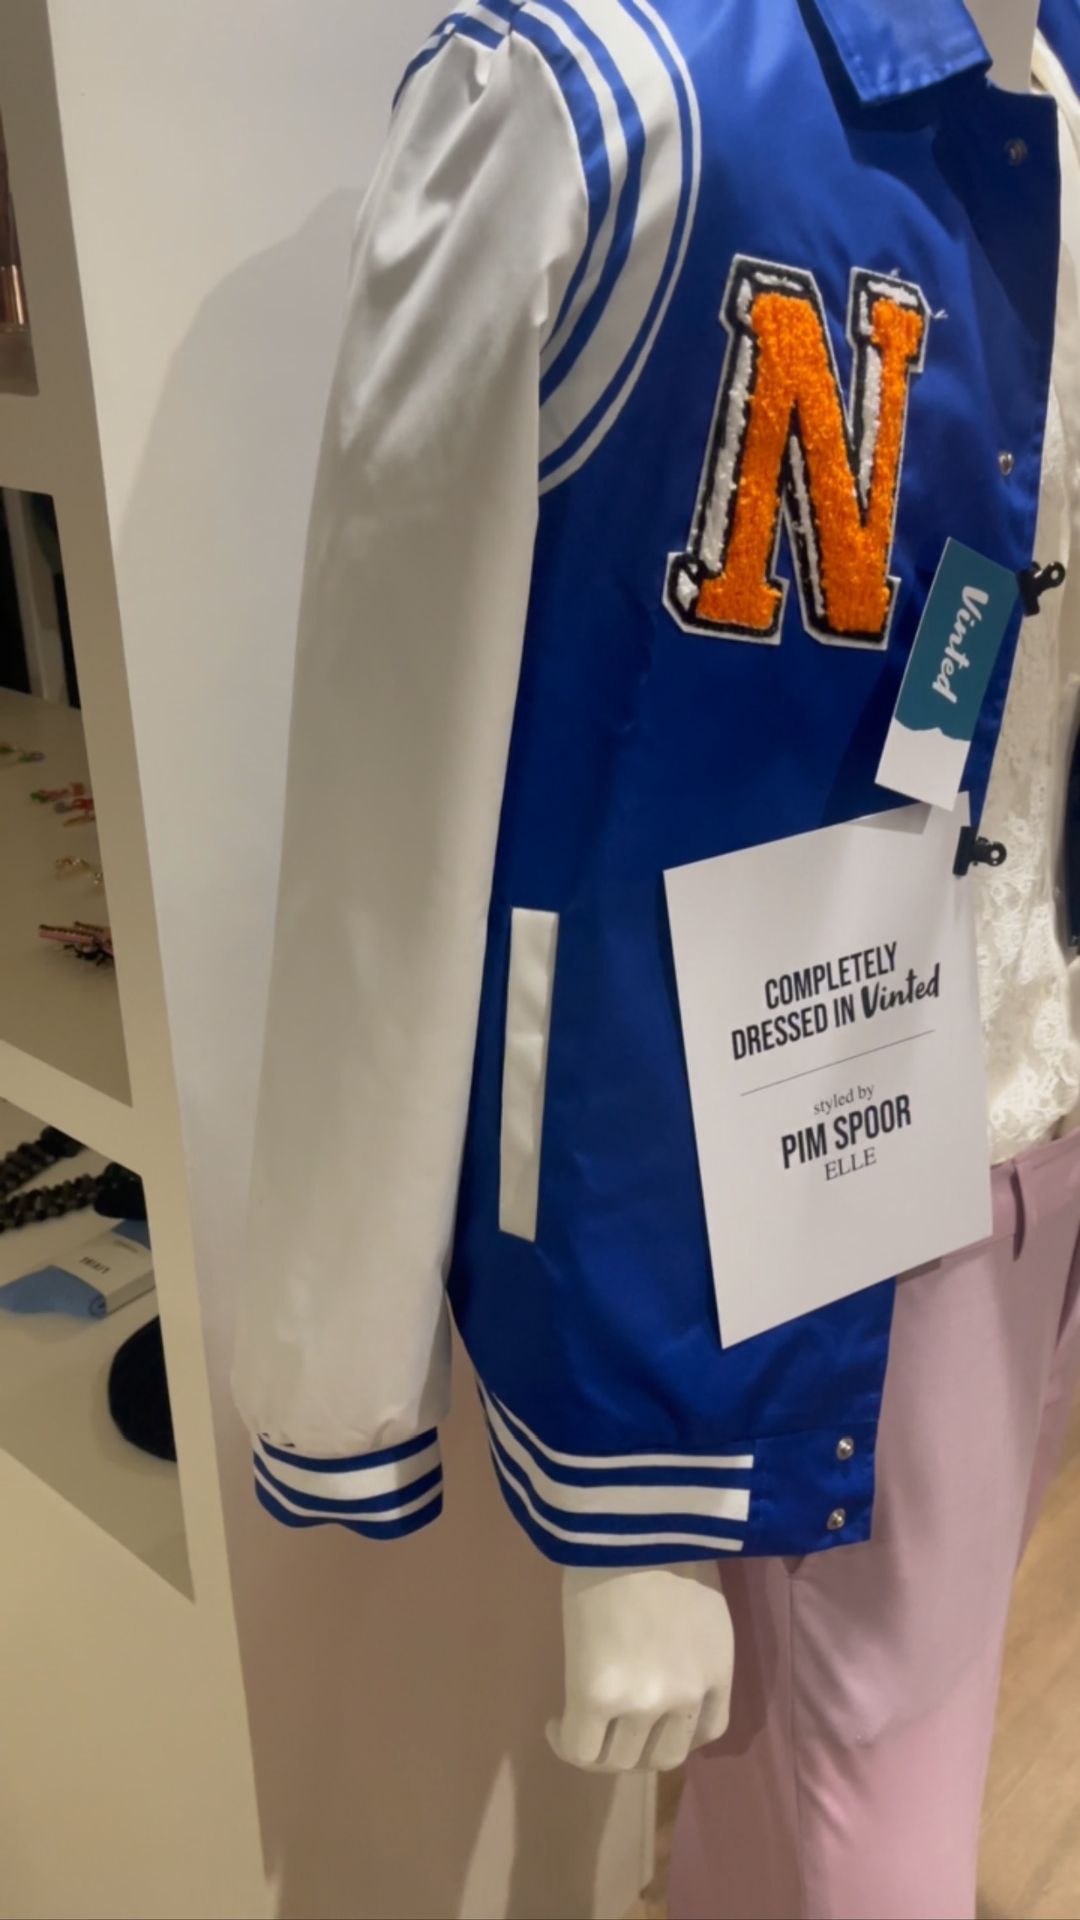 N
Vinted
COMPLETELY
DRESSED IN Vinted
styled by
PIM SPOOR
ELLE